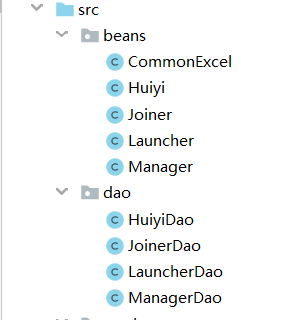 src
beans
CommonExcel
Huiyi
Joiner
Launcher
Manager
dao
HuiyiDao
JoinerDao
LauncherDao
ManagerDao